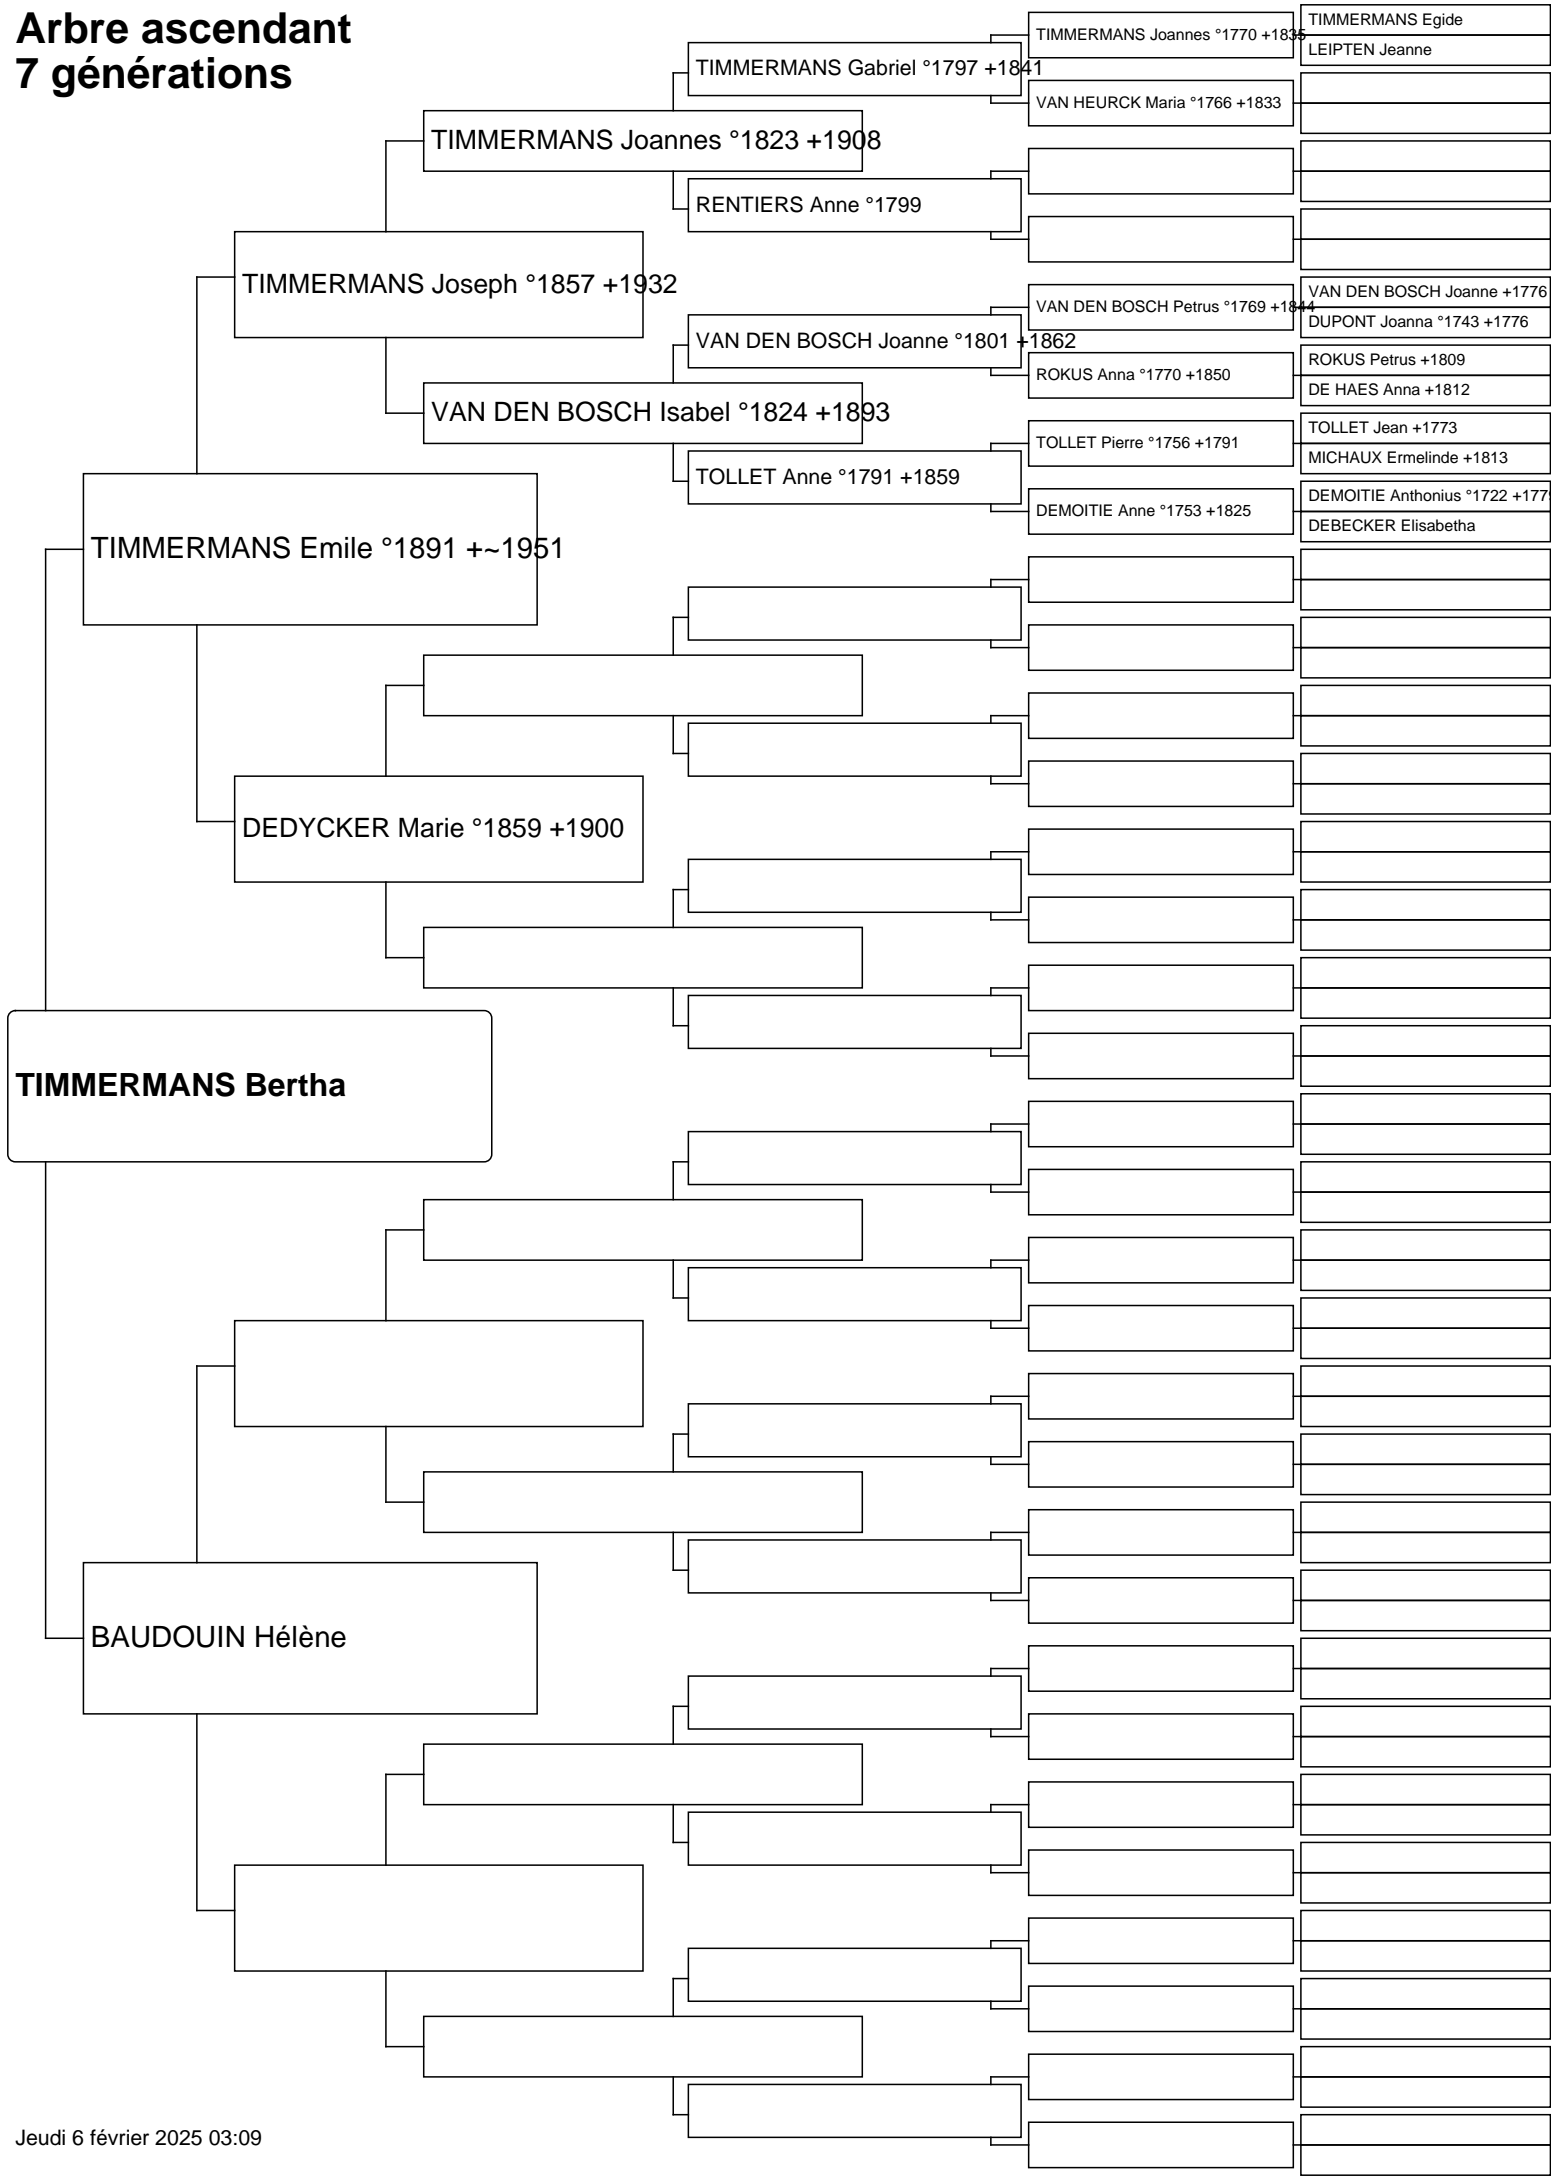 Arbre ascendant
7 générations
TIMMERMANS Egide
TIMMERMANS Joannes °1770 +1835
LEIPTEN Jeanne
TIMMERMANS Gabriel °1797 +1841
VAN HEURCK Maria °1766 +1833
TIMMERMANS Joannes °1823 +1908
RENTIERS Anne °1799
TIMMERMANS Joseph °1857 +1932
VAN DEN BOSCH Joanne +1776
VAN DEN BOSCH Petrus °1769 +1844
DUPONT Joanna °1743 +1776
VAN DEN BOSCH Joanne °1801 +1862
ROKUS Petrus +1809
ROKUS Anna °1770 +1850
DE HAES Anna +1812
VAN DEN BOSCH Isabel °1824 +1893
TOLLET Jean +1773
TOLLET Pierre °1756 +1791
MICHAUX Ermelinde +1813
TOLLET Anne °1791 +1859
DEMOITIE Anthonius °1722
DEMOITIE Anne °1753 +1825
DEBECKER Elisabetha
TIMMERMANS Emile °1891 +~1951
DEDYCKER Marie °1859 +1900
TIMMERMANS Bertha
BAUDOUIN Hélène
Jeudi 6 février 2025 03:09